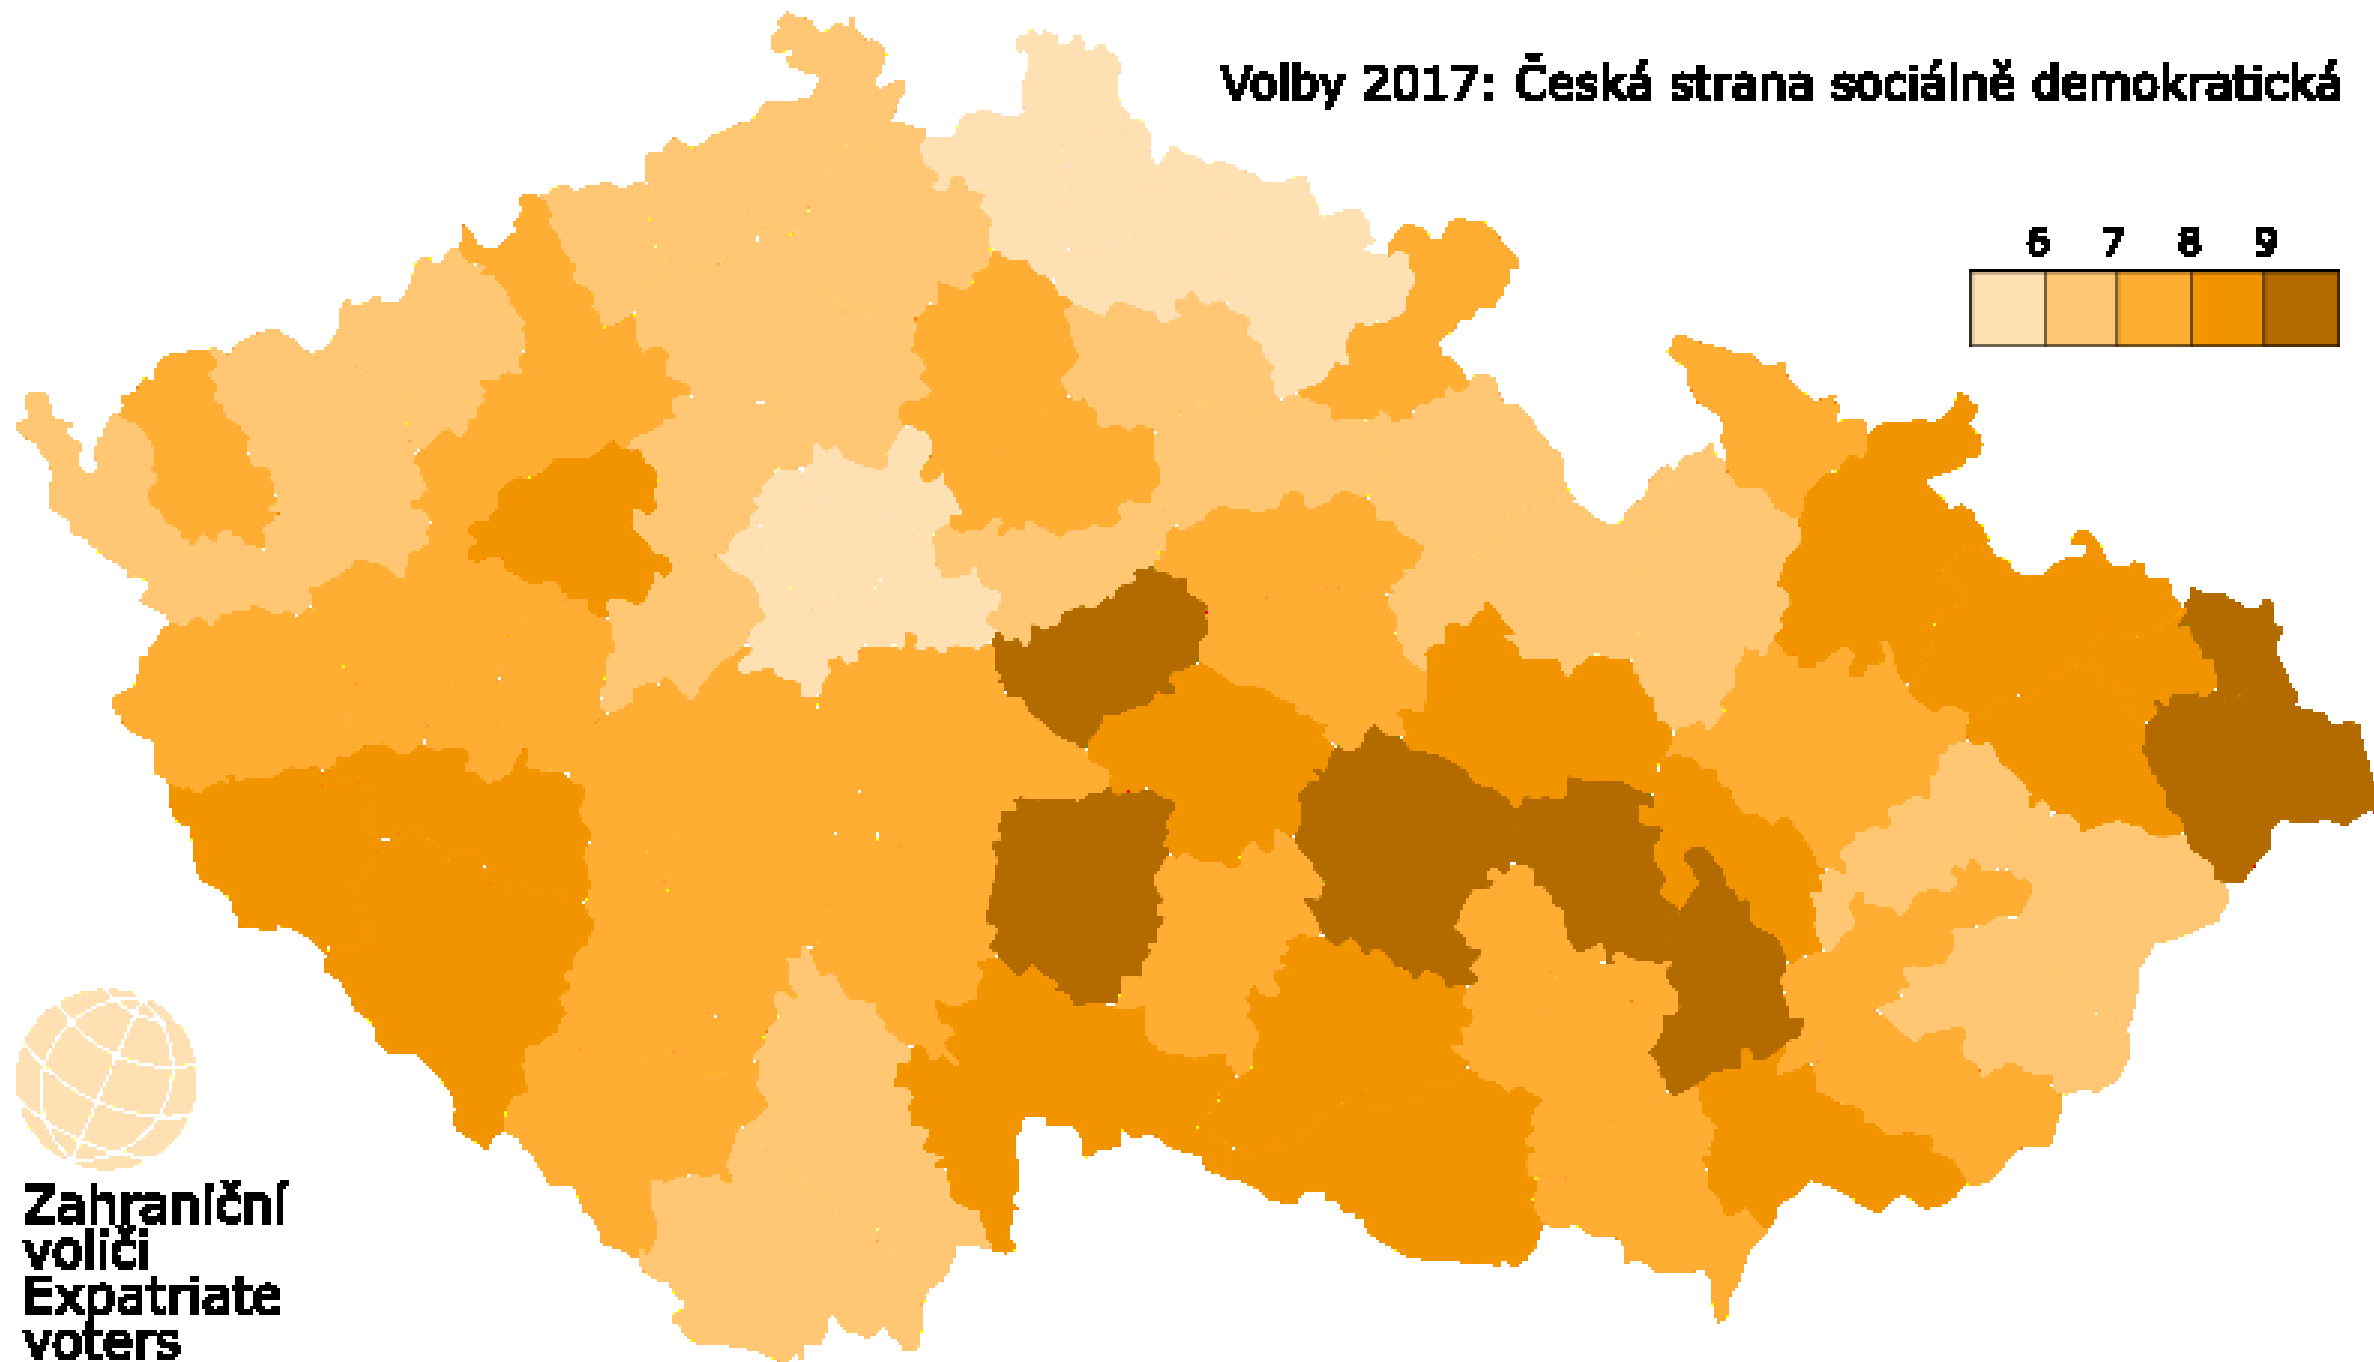 Volby 2017: Česká strana sociálně demokratická
6 7 8 9
Zahraniční
voliči
Expatriate
voters